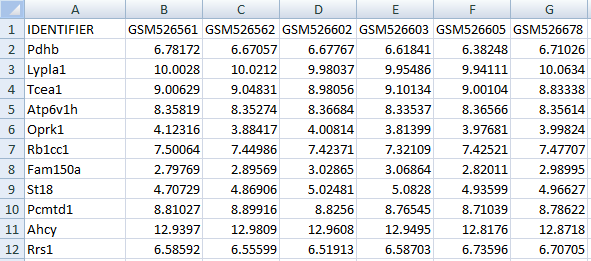 A B C D E F G
1 IDENTIFIER GSM526561 GSM526562 GSM526602 GSM526603 GSM526605 GSM526678
2 Pdhb 6.78172 6.67057 6.67767 6.61841 6.38248 6.71026
3 Lypla1 10.0028 10.0212 9.98037 9.95486 9.94111 10.0634
4 Tcea1 9.00629 9.04831 8.98056 9.10134 9.00104 8.83338
5 Atp6v1h 8.35819 8.35274 8.36684 8.33537 8.36566 8.35614
6 Oprk1 4.12316 3.88417 4.00814 3.81399 3.97681 3.99824
7 Rb1cc1 7.50064 7.44986 7.42371 7.32109 7.42521 7.47707
8 Fam150a 2.79769 2.89569 3.02865 3.06864 2.82011 2.98995
9 St18 4.70729 4.86906 5.02481 5.0828 4.93599 4.96627
10 Pcmtd1 8.81027 8.89916 8.8256 8.76545 8.71039 8.78622
11 Ahcy 12.9397 12.9809 12.9608 12.9495 12.8176 12.8718
12 Rrs1 6.58592 6.55599 6.51913 6.58703 6.73596 6.70705